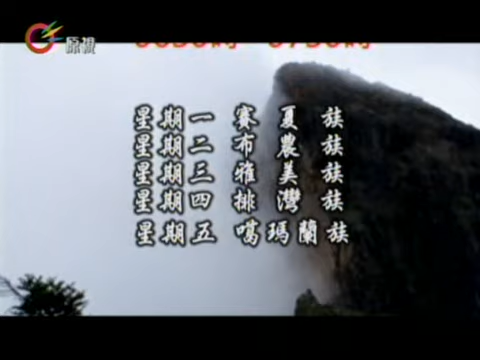 原視
星期一 賽夏族
星期二 布農族
星期三 雅美族
星期四 排灣族
星期五 噶瑪蘭族